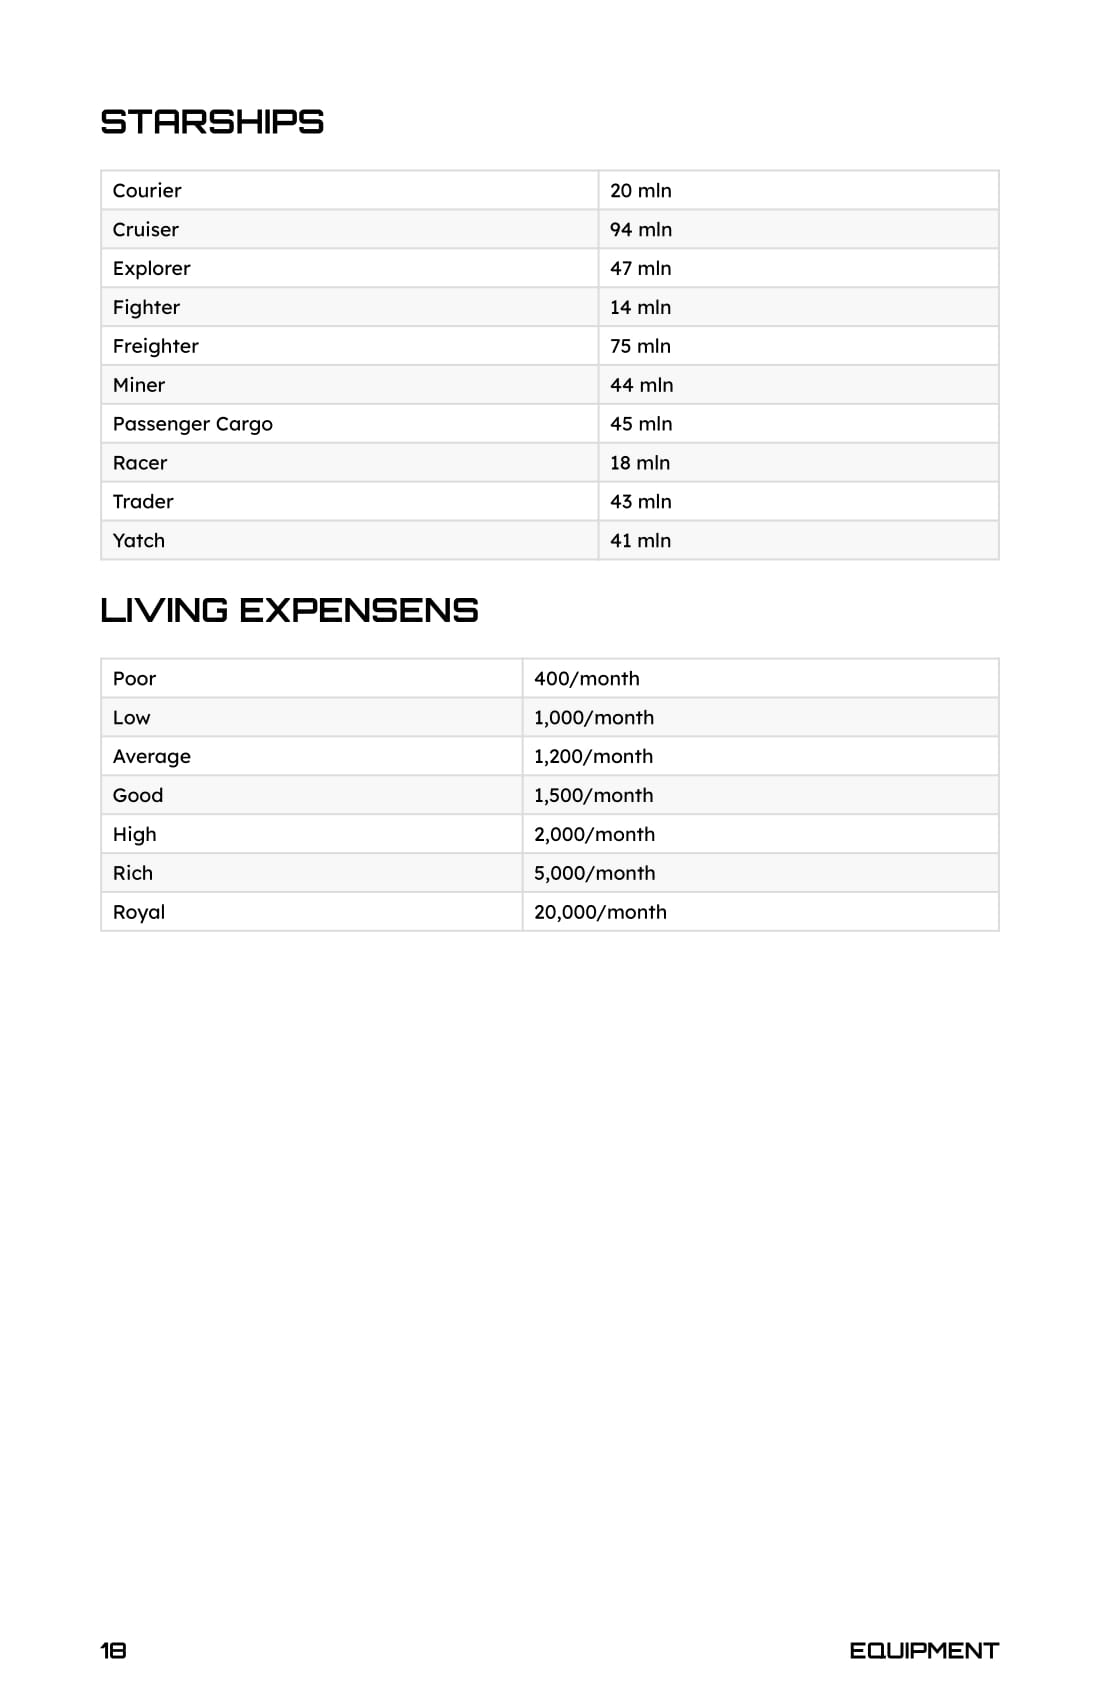 STARSHIPS
Courier 20 mln
Cruiser 94 mln
Explorer 47 mln
Fighter 14 mln
Freighter 75 mln
Miner 44 mln
Passenger Cargo 45 mln
Racer 18 mln
Trader 43 mln
Yatch 41 mln
LIVING EXPENSENS
Poor 400/month
Low 1,000/month
Average 1,200/month
Good 1,500/month
High 2,000/month
Rich 5,000/month
Royal 20,000/month
18 EQUIPMENT